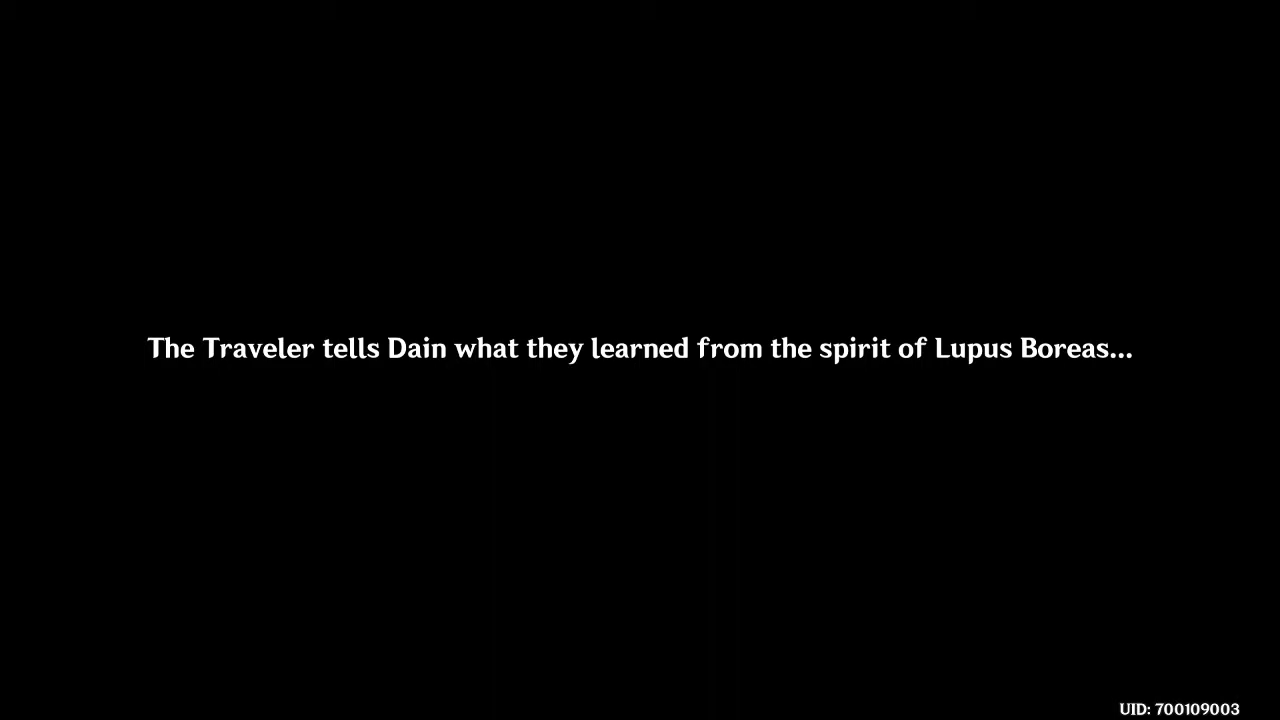 The Traveler tells Dain what they learned from the spirit of Lupus Boreas...
UID: 700109003